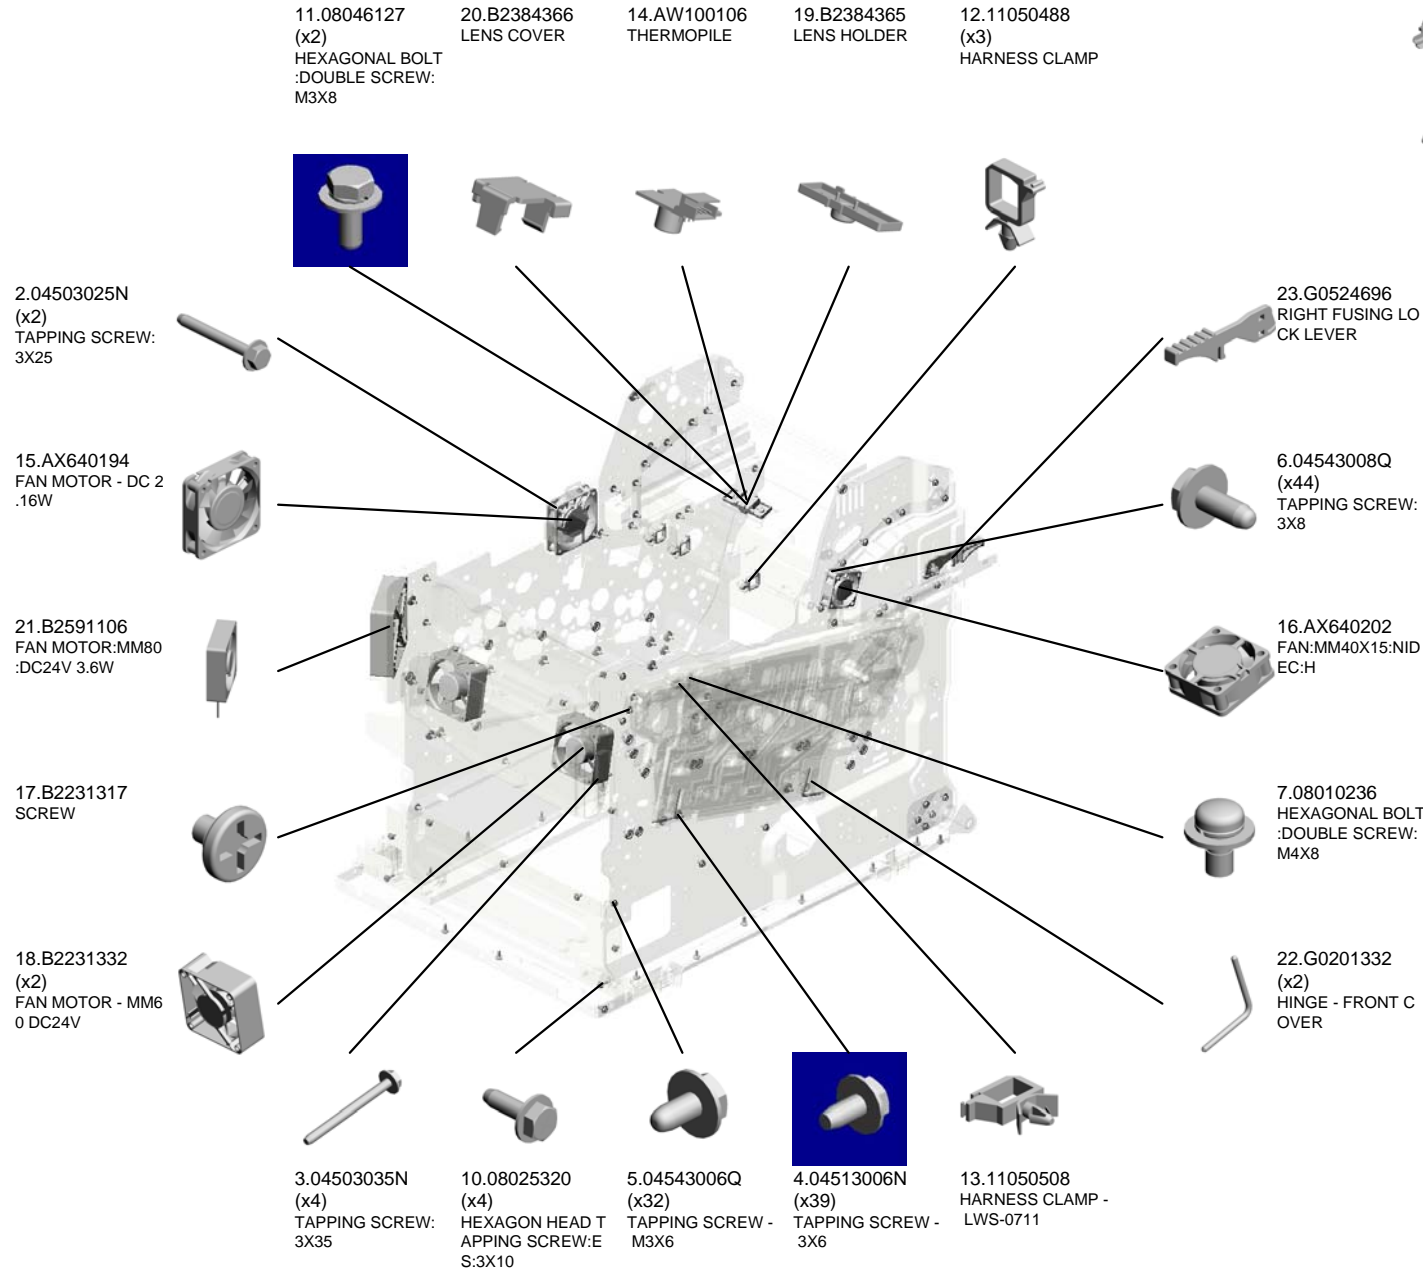 11.08046127
(x2)
HEXAGONAL BOLT
:DOUBLE SCREW:
M3X8
20.B2384366
LENS COVER
14.AW100106
THERMOPILE
19.B2384365
LENS HOLDER
12.11050488
(x3)
HARNESS CLAMP
2.04503025N
(x2)
TAPPING SCREW:
3X25
23.G0524696
RIGHT FUSING LO
CK LEVER
15.AX640194
FAN MOTOR - DC 2
.16W
6.04543008Q
(x44)
TAPPING SCREW:
3X8
21.B2591106
FAN MOTOR:MM80
:DC24V 3.6W
16.AX640202
FAN:MM40X15:NID
EC:H
17.B2231317
SCREW
7.08010236
HEXAGONAL BOLT
:DOUBLE SCREW:
M4X8
18.B2231332
(x2)
FAN MOTOR - MM6
0 DC24V
22.G0201332
(x2)
HINGE - FRONT C
OVER
3.04503035N
(x4)
TAPPING SCREW:
3X35
10.08025320
(x4)
HEXAGON HEAD T
APPING SCREW:E
S:3X10
5.04543006Q
(x32)
TAPPING SCREW -
M3X6
4.04513006N
(x39)
TAPPING SCREW -
3X6
13.11050508
HARNESS CLAMP -
LWS-0711